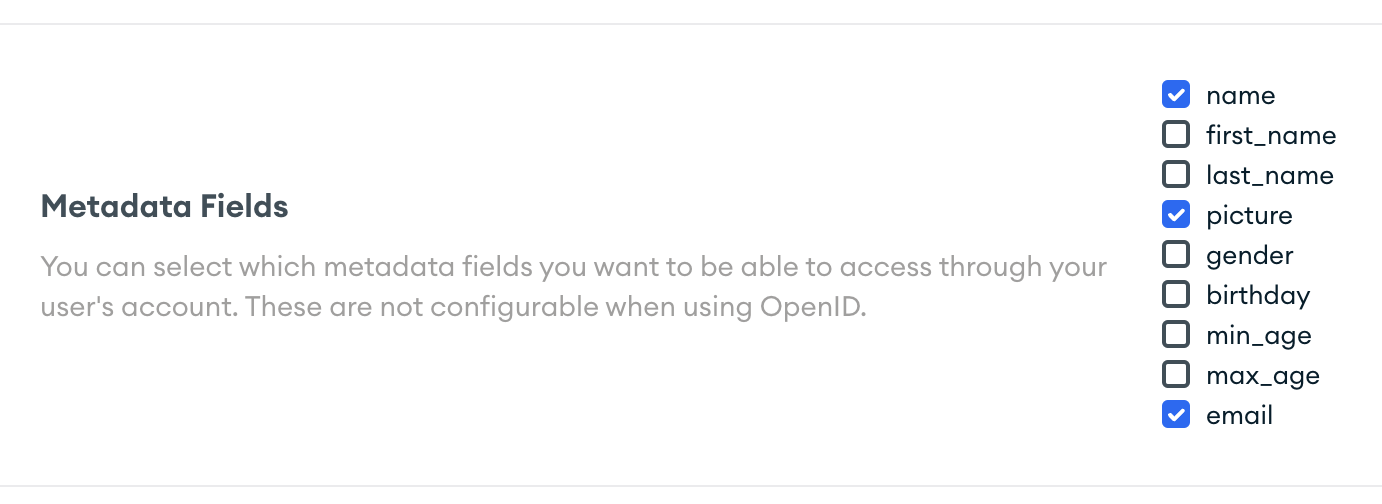 Metadata Fields
You can select which metadata fields you want to be able to access through your
user's account. These are not configurable when using OpenID.
name
first_name
last_name
picture
gender
birthday
min_age
max_age
email